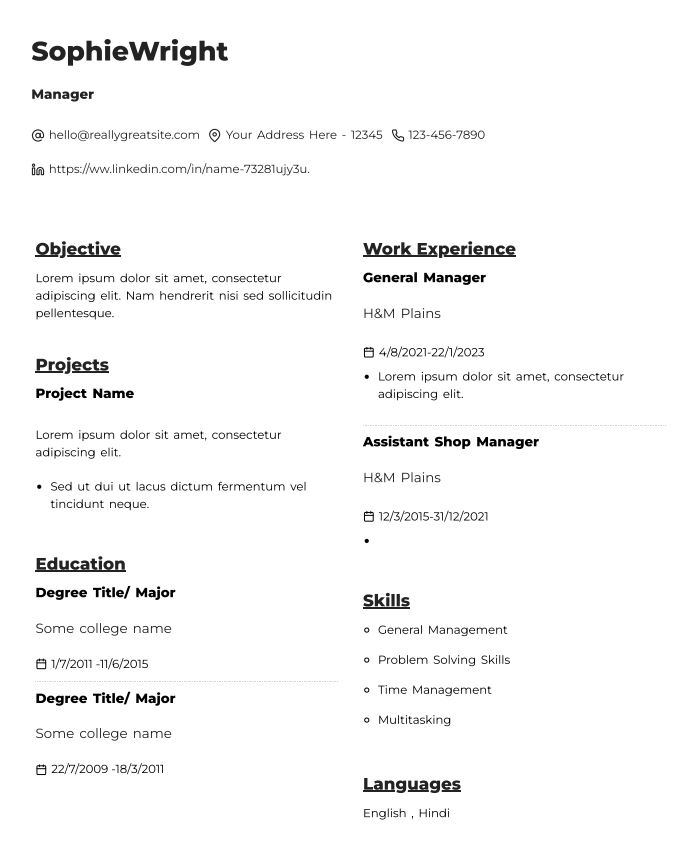 SophieWright
Manager
hello@reallygreatsite.com Your Address Here - 12345 123-456-7890
https://ww.linkedin.com/in/name-73281ujy3u.
Objective
Lorem ipsum dolor sit amet, consectetur
adipiscing elit. Nam hendrerit nisi sed sollicitudin
pellentesque.
Projects
Project Name
Lorem ipsum dolor sit amet, consectetur
adipiscing elit.
• Sed ut dui ut lacus dictum fermentum vel
tincidunt neque.
Education
Degree Title/ Major
Some college name
1/7/2011 -11/6/2015
Degree Title/ Major
Some college name
22/7/2009 -18/3/2011
Work Experience
General Manager
H&M Plains
4/8/2021-22/1/2023
• Lorem ipsum dolor sit amet, consectetur
adipiscing elit.
Assistant Shop Manager
H&M Plains
12/3/2015-31/12/2021
•
Skills
General Management
Problem Solving Skills
Time Management
Multitasking
Languages
English , Hindi